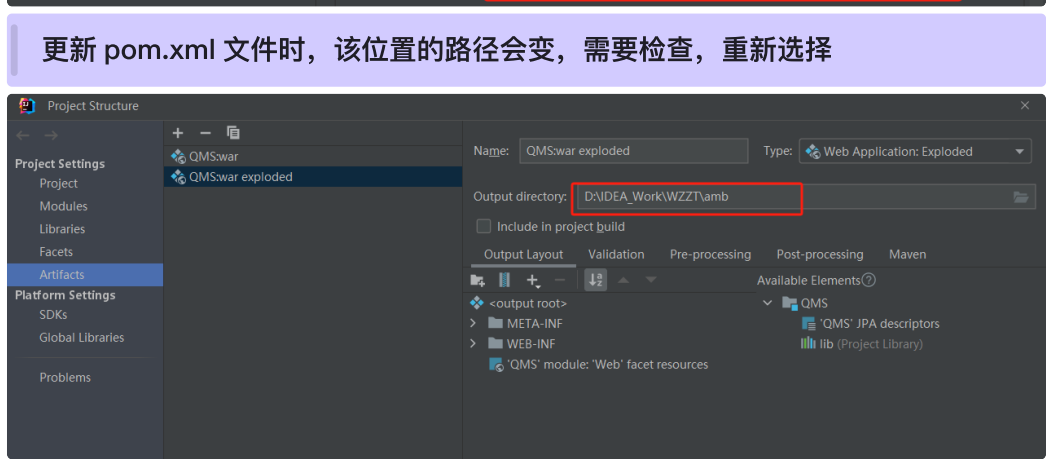 更新 pom.xml 文件时，该位置的路径会变，需要检查，重新选择
Project Structure
Project Settings
Project
Modules
Libraries
Facets
Artifacts
Platform Settings
SDKs
Global Libraries
Problems
QMS:war
QMS:war exploded
Name: QMS:war exploded Type: Web Application: Exploded
Output directory: D:\IDEA_Work\WZZT\amb
Include in project build
Output Layout Validation Pre-processing Post-processing Maven
Available Elements
<output root>
META-INF
WEB-INF
'QMS' module: 'Web' facet resources
QMS
'QMS' JPA descriptors
lib (Project Library)